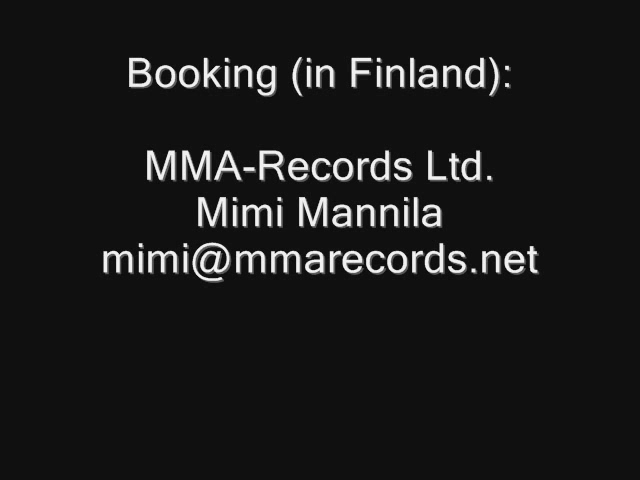 Booking (in Finland):
MMA-Records Ltd.
Mimi Mannila
mimi@mmarecords.net